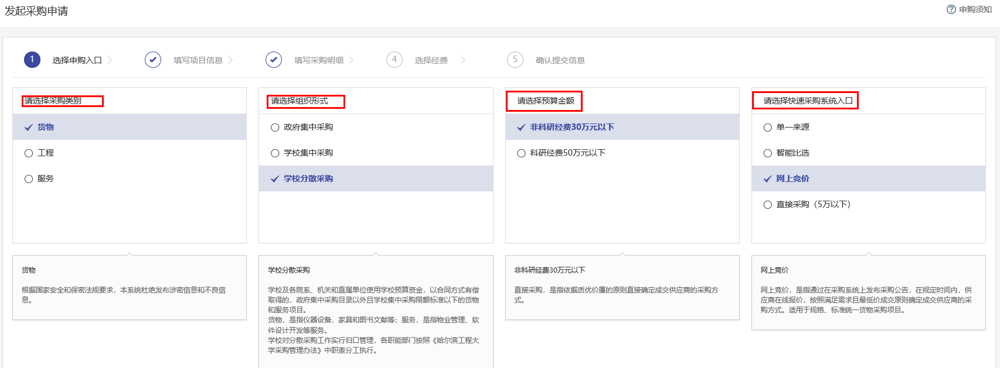 发起采购申请
申购须知
1 选择申购入口
填写项目信息
填写采购明细
4 选择经费
5 确认提交信息
请选择采购类别
货物
工程
服务
请选择组织形式
政府集中采购
学校集中采购
学校分散采购
请选择预算金额
非科研经费30万元以下
科研经费50万元以下
请选择快速采购系统入口
单一来源
智能比选
网上竞价
直接采购（5万以下）
货物
根据国家安全和保密法规要求，本系统杜绝发布涉密信息和不良信
息。
学校分散采购
学校及各院系、机关和直属单位使用学校预算资金，以合同方式有偿
取得的，政府集中采购目录以外且学校集中采购限额标准以下的货物
和服务项目。
货物，是指仪器设备、家具和图书文献等；服务，是指物业管理、软
件设计开发等服务。
学校对分散采购工作实行归口管理，各职能部门按照《哈尔滨工程大
学采购管理办法》中职责分工执行。
非科研经费30万元以下
直接采购，是指依据质优价廉的原则直接确定成交供应商的采购方
式。
网上竞价
网上竞价，是指通过在采购系统上发布采购公告，在规定时间内，供
应商在线报价，按照满足需求且最低价成交原则确定成交供应商的采
购方式。适用于规格、标准统一货物采购项目。